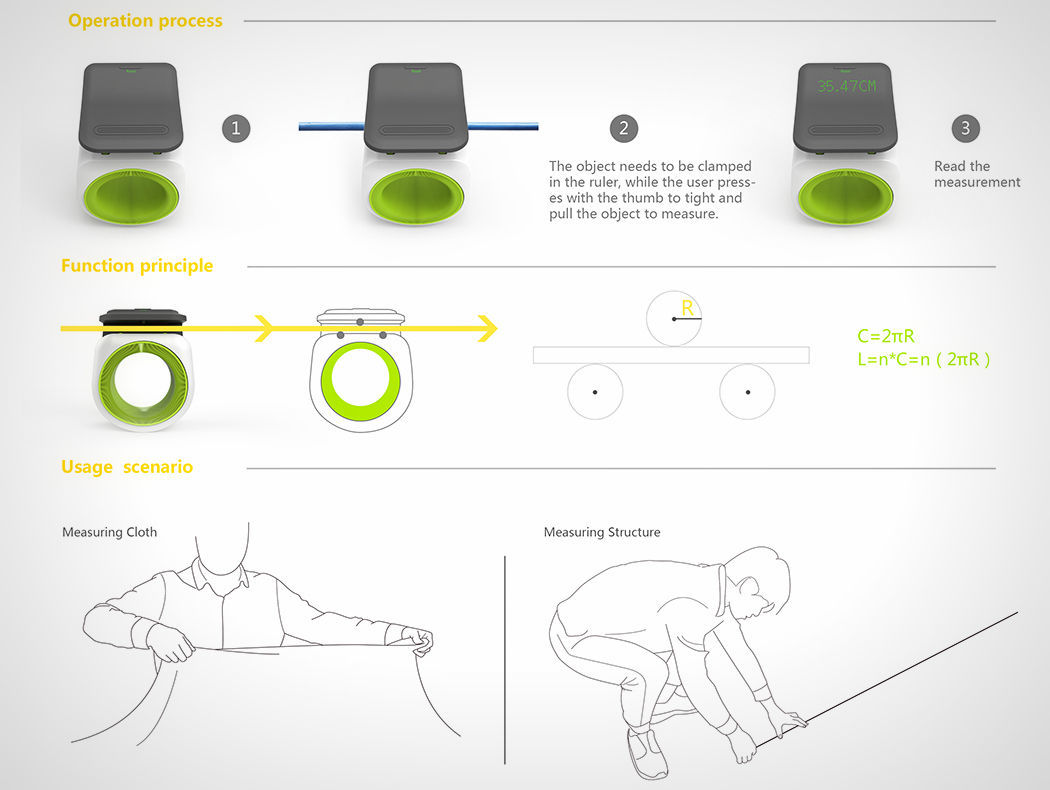 Operation process
1
2
35.47CM
3
The object needs to be clamped
in the ruler, while the user press-
es with the thumb to tight and
pull the object to measure.
Read the
measurement
Function principle
R
C=2πR
L=n*C=n ( 2πR )
Usage scenario
Measuring Cloth
Measuring Structure